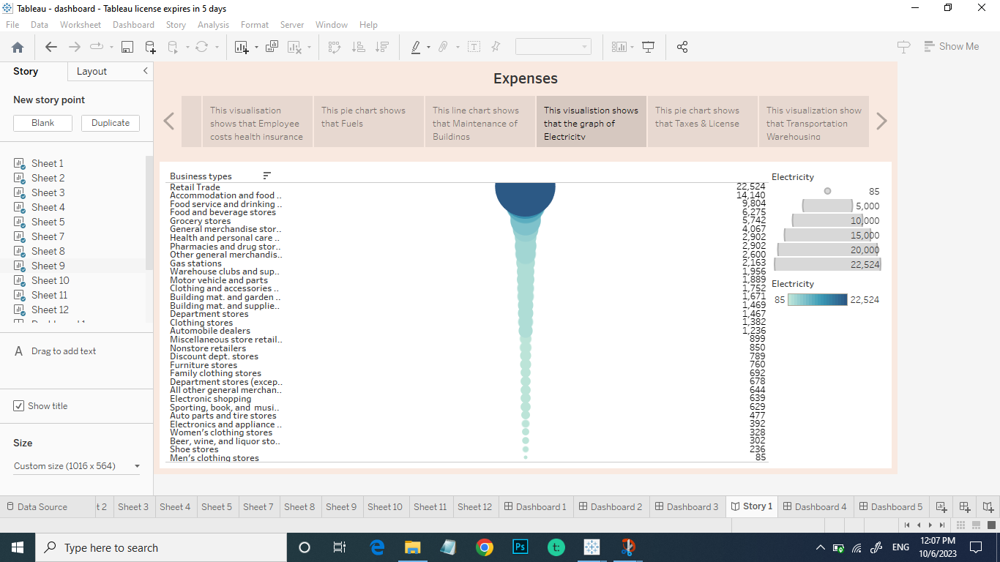 Tableau - dashboard - Tableau license expires in 5 days
File Data Worksheet Dashboard Story Analysis Format Server Window Help
Show Me
Story Layout
New story point
Blank Duplicate
Sheet 1
Sheet 2
Sheet 3
Sheet 4
Sheet 5
Sheet 7
Sheet 8
Sheet 9
Sheet 10
Sheet 11
Sheet 12
Dashboard 1
A Drag to add text
Show title
Size
Custom size (1016 x 564)
Expenses
This visualisation
shows that Employee
costs health insurance
This pie chart shows
that Fuels
This line chart shows
that Maintenance of
Buildings
This visualistion shows
that the graph of
Electricity
This pie chart shows
that Taxes & License
This visualization show
that Transportation
Warehousing
Business types
Retail Trade 22,524
Accommodation and food .. 14,140
Food service and drinking .. 9,804
Food and beverage stores 6,275
Grocery stores 5,742
General merchandise stor.. 4,067
Health and personal care .. 2,902
Pharmacies and drug stor.. 2,902
Other general merchandis.. 2,600
Gas stations 2,163
Warehouse clubs and sup.. 1,956
Motor vehicle and parts 1,889
Clothing and accessories .. 1,752
Building mat. and garden .. 1,671
Building mat. and supplie.. 1,469
Department stores 1,467
Clothing stores 1,382
Automobile dealers 1,236
Miscellaneous store retail.. 899
Nonstore retailers 850
Discount dept. stores 789
Furniture stores 760
Family clothing stores 692
Department stores (excep.. 678
All other general merchan.. 644
Electronic shopping 639
Sporting, book, and musi.. 629
Auto parts and tire stores 477
Electronics and appliance .. 392
Women's clothing stores 328
Beer, wine, and liquor sto.. 302
Shoe stores 236
Men's clothing stores 85
Electricity
85
5,000
10,000
15,000
20,000
22,524
Electricity
85 22,524
Data Source t 2 Sheet 3 Sheet 4 Sheet 5 Sheet 7 Sheet 8 Sheet 9 Sheet 10 Sheet 11 Sheet 12 Dashboard 1 Dashboard 2 Dashboard 3 Story 1 Dashboard 4 Dashboard 5
Type here to search
Ps
t:
ENG
12:07 PM
10/6/2023